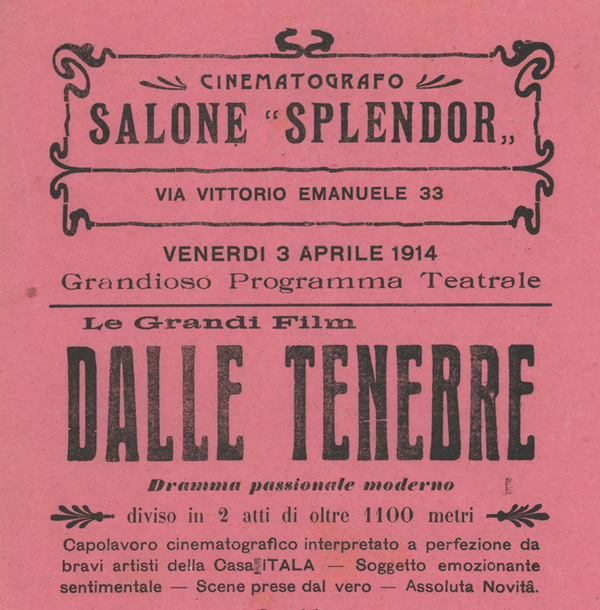 CINEMATOGRAFO
SALONE “SPLENDOR„
VIA VITTORIO EMANUELE 33
VENERDI 3 APRILE 1914
Grandioso Programma Teatrale
Le Grandi Film
DALLE TENEBRE
Dramma passionale moderno
diviso in 2 atti di oltre 1100 metri
Capolavoro cinematografico interpretato a perfezione da
bravi artisti della Casa ITALA — Soggetto emozionante
sentimentale — Scene prese dal vero — Assoluta Novitâ.